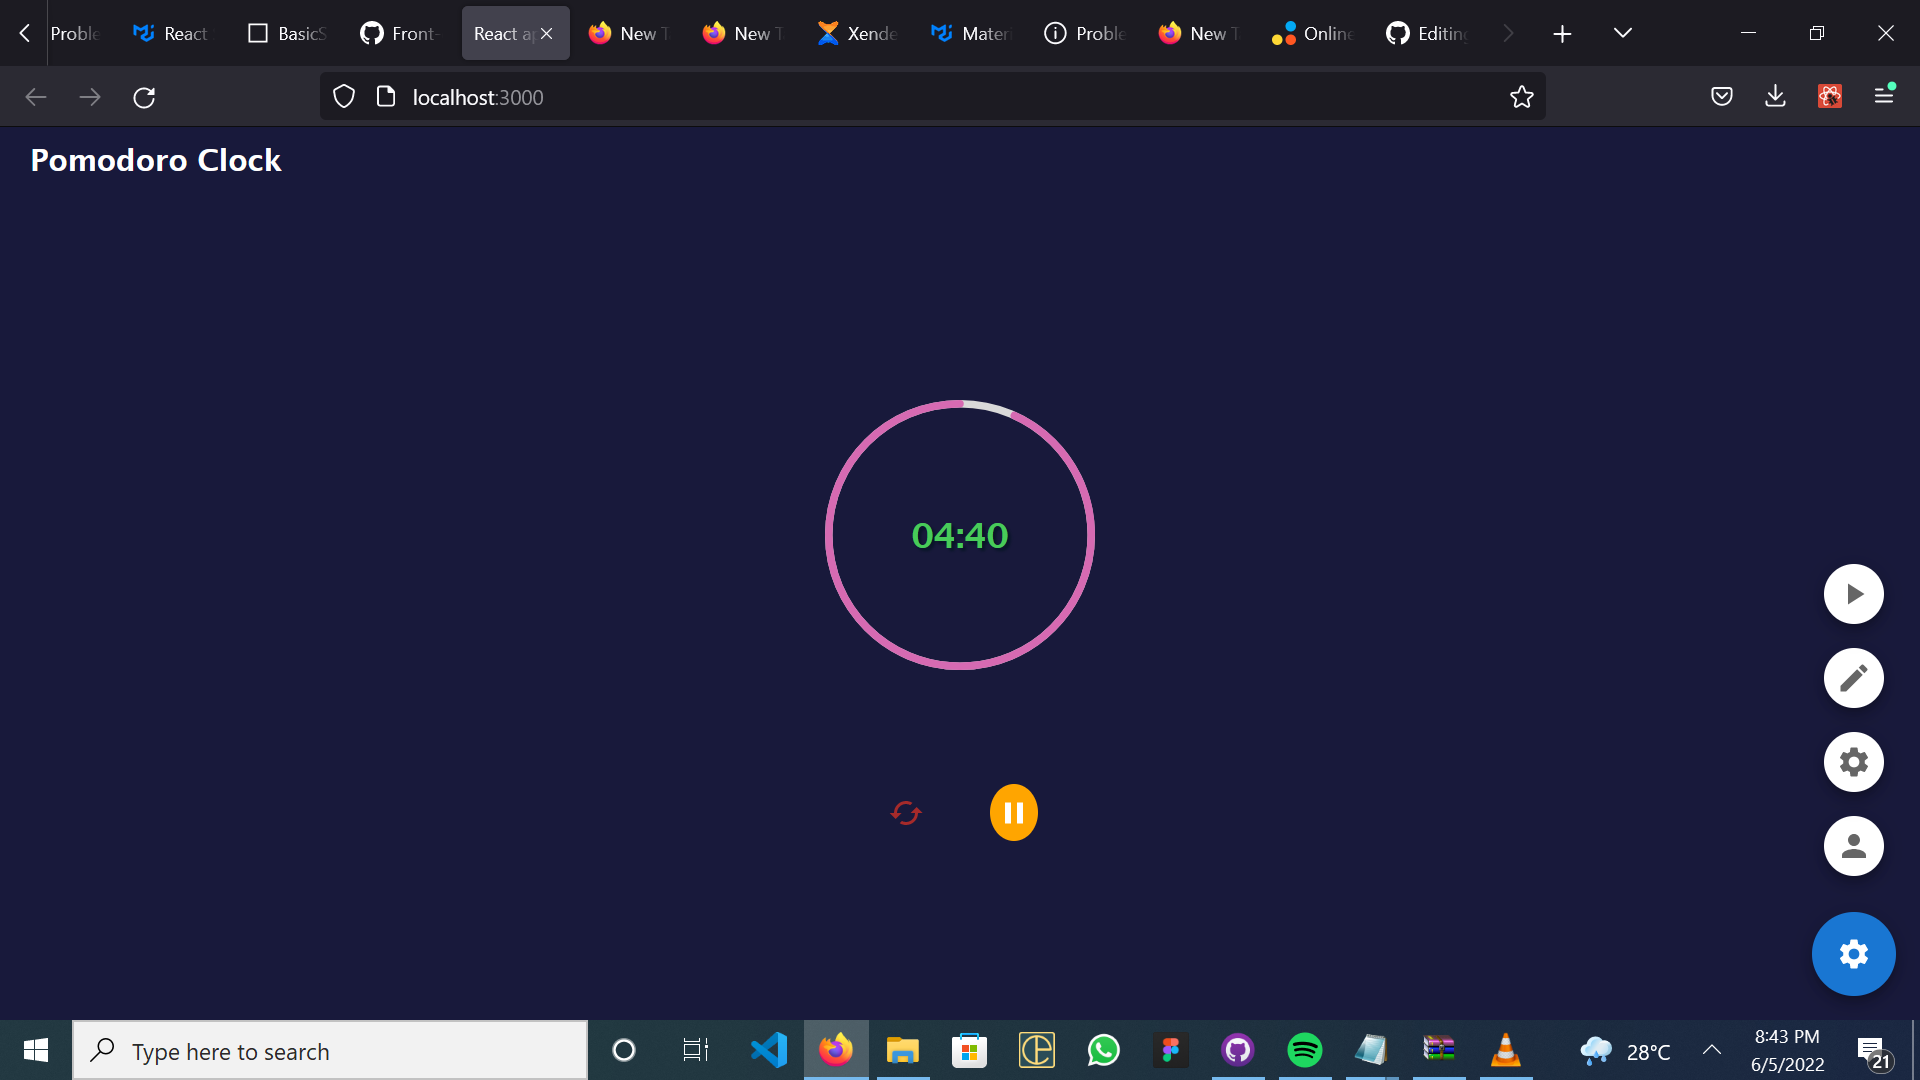 Proble
React
BasicS
Front-
React ap
New T
New T
Xende
Materi
Proble
New T
Online
Editing
localhost:3000
Pomodoro Clock
04:40
Type here to search
28°C
8:43 PM
6/5/2022
21